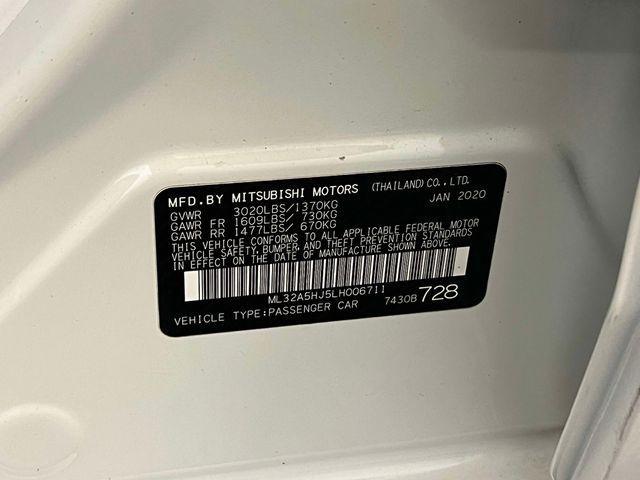 MFD.BY MITSUBISHI MOTORS (THAILAND) CO.,LTD.
GVWR 3020LBS/1370KG JAN 2020
GAWR FR 1609LBS/ 730KG
GAWR RR 1477LBS/ 670KG
THIS VEHICLE CONFORMS TO ALL APPLICABLE FEDERAL MOTOR
VEHICLE SAFETY, BUMPER, AND THEFT PREVENTION STANDARDS
IN EFFECT ON THE DATE OF MANUFACTURE SHOWN ABOVE.
ML32A5HJ5LH006711
VEHICLE TYPE:PASSENGER CAR 7430B 728